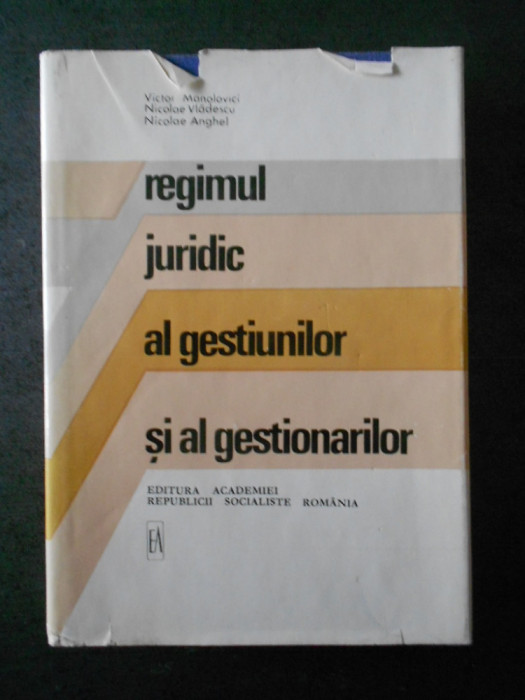 Victor Manolovici
Nicolae Vlădescu
Nicolae Anghel
regimul
juridic
al gestiunilor
și al gestionarilor
EDITURA ACADEMIEI
REPUBLICII SOCIALISTE ROMÂNIA
EA